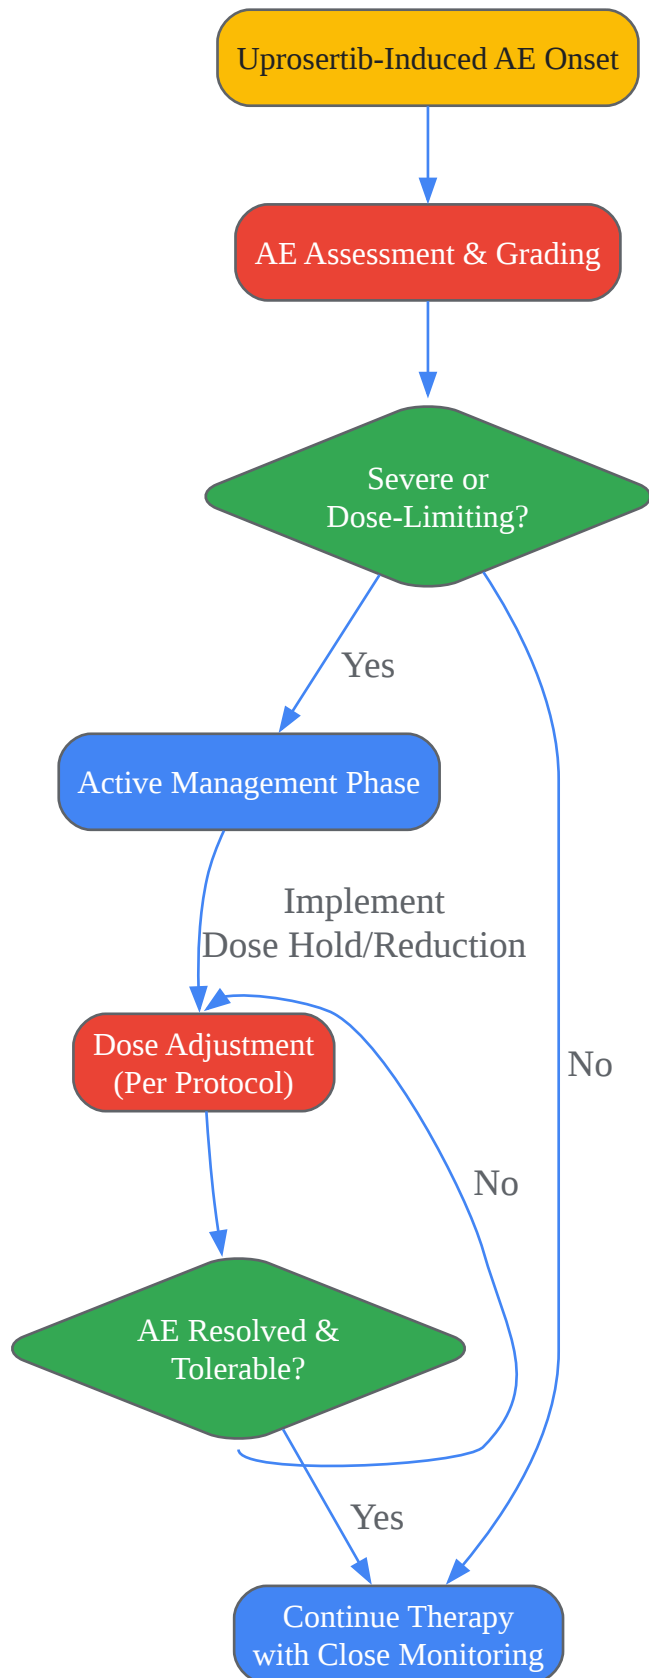 Uprosertib-Induced AE Onset
AE Assessment & Grading
Severe or
Dose-Limiting?
Yes
Active Management Phase
Implement
Dose Hold/Reduction
Dose Adjustment
(Per Protocol)
No
No
AE Resolved &
Tolerable?
Yes
Continue Therapy
with Close Monitoring